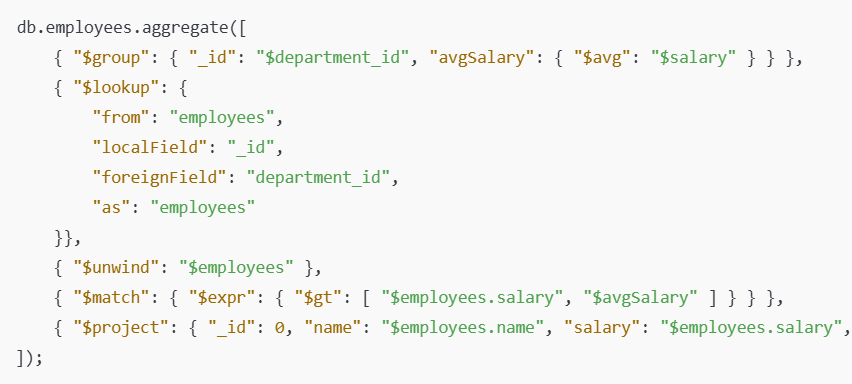 db.employees.aggregate([
    { "$group": { "_id": "$department_id", "avgSalary": { "$avg": "$salary" } } },
    { "$lookup": {
        "from": "employees",
        "localField": "_id",
        "foreignField": "department_id",
        "as": "employees"
    }},
    { "$unwind": "$employees" },
    { "$match": { "$expr": { "$gt": [ "$employees.salary", "$avgSalary" ] } } },
    { "$project": { "_id": 0, "name": "$employees.name", "salary": "$employees.salary",
]);